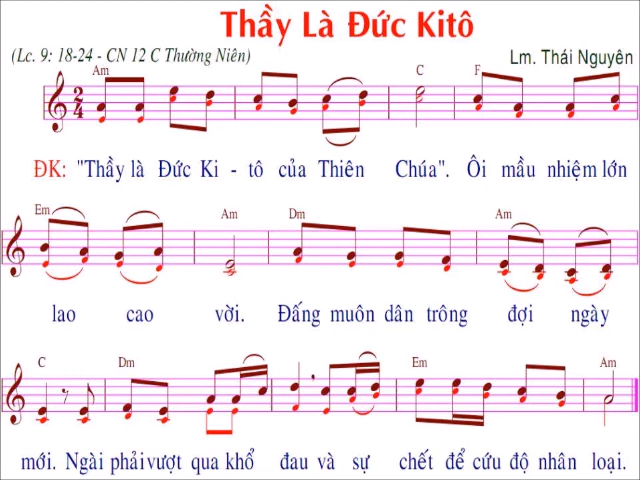 Thầy Là Đức Kitô
(Lc. 9: 18-24 - CN 12 C Thường Niên)
Lm. Thái Nguyên
Am C F
2
4
ĐK: "Thầy là Đức Ki - tô của Thiên Chúa". Ôi mầu nhiệm lớn
Em Am Dm Am
lao cao vời. Đấng muôn dân trông đợi ngày
C Dm Em Am
mới. Ngài phải vượt qua khổ đau và sự chết để cứu độ nhân loại.